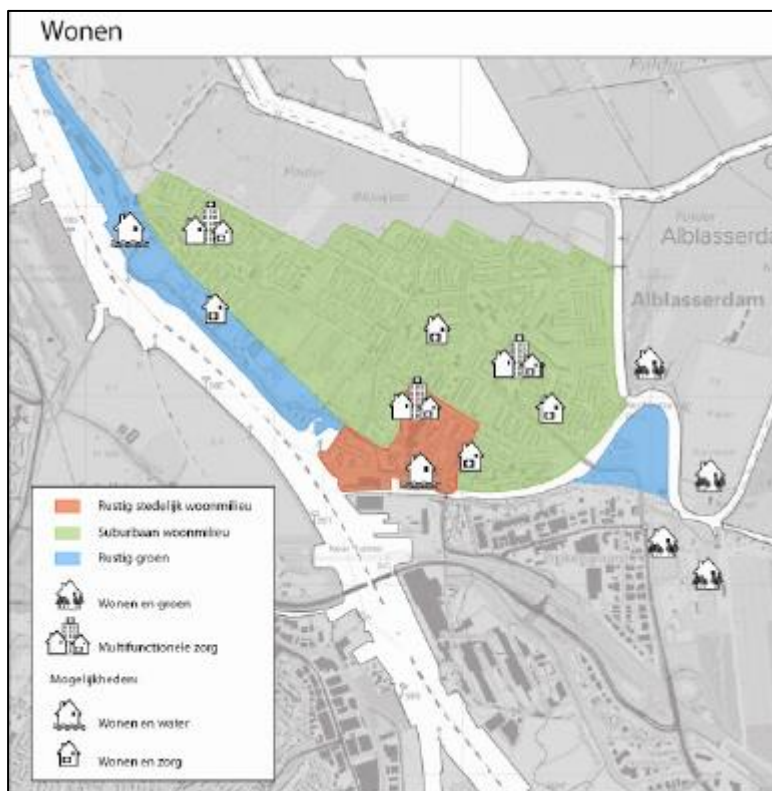 Wonen
Polder
Alblasserdam
Alblasserdam
Rustig stedelijk woonmilieu
Suburbaan woonmilieu
Rustig groen
Wonen en groen
Multifunctionele zorg
Mogelijkheden:
Wonen en water
Wonen en zorg